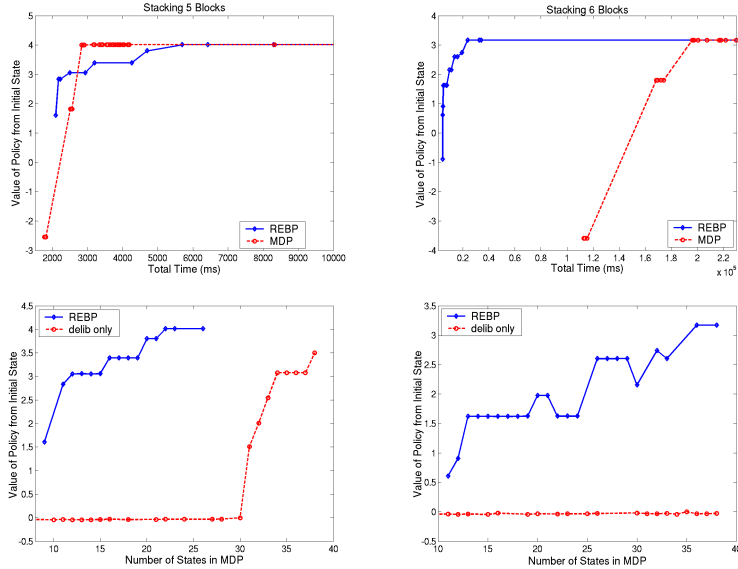 Stacking 5 Blocks
Value of Policy from Initial State
5
4
3
2
1
0
-1
-2
-3
2000 3000 4000 5000 6000 7000 8000 9000 10000
Total Time (ms)
REBP
MDP
Stacking 6 Blocks
Value of Policy from Initial State
4
3
2
1
0
-1
-2
-3
-4
0.2 0.4 0.6 0.8 1 1.2 1.4 1.6 1.8 2 2.2
x 10^5
Total Time (ms)
REBP
MDP
Value of Policy from Initial State
4.5
4
3.5
3
2.5
2
1.5
1
0.5
0
-0.5
10 15 20 25 30 35 40
Number of States in MDP
REBP
delib only
Value of Policy from Initial State
3.5
3
2.5
2
1.5
1
0.5
0
-0.5
10 15 20 25 30 35 40
Number of States in MDP
REBP
delib only